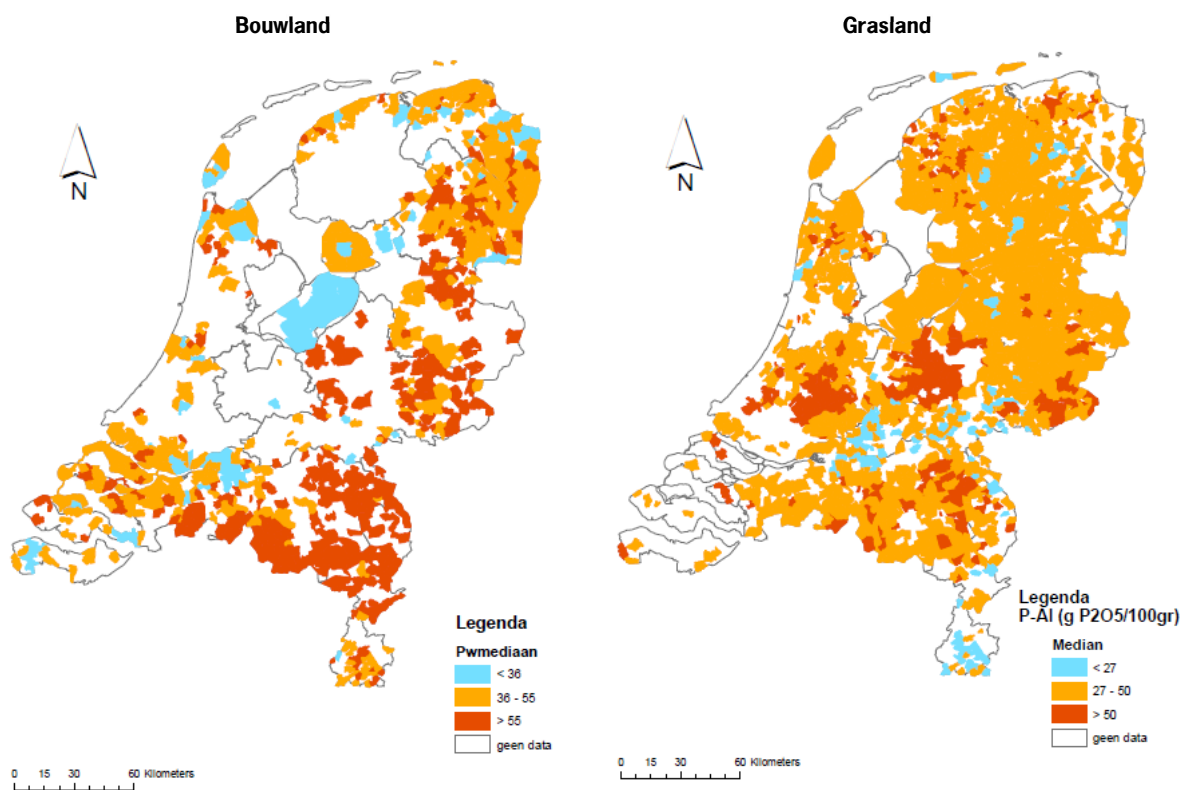 Bouwland
N
Legenda
Pwmediaan
< 36
36 - 55
> 55
geen data
0 15 30 60 Kilometers
Grasland
N
Legenda
P-Al (g P2O5/100gr)
Median
< 27
27 - 50
> 50
geen data
0 15 30 60 Kilometers